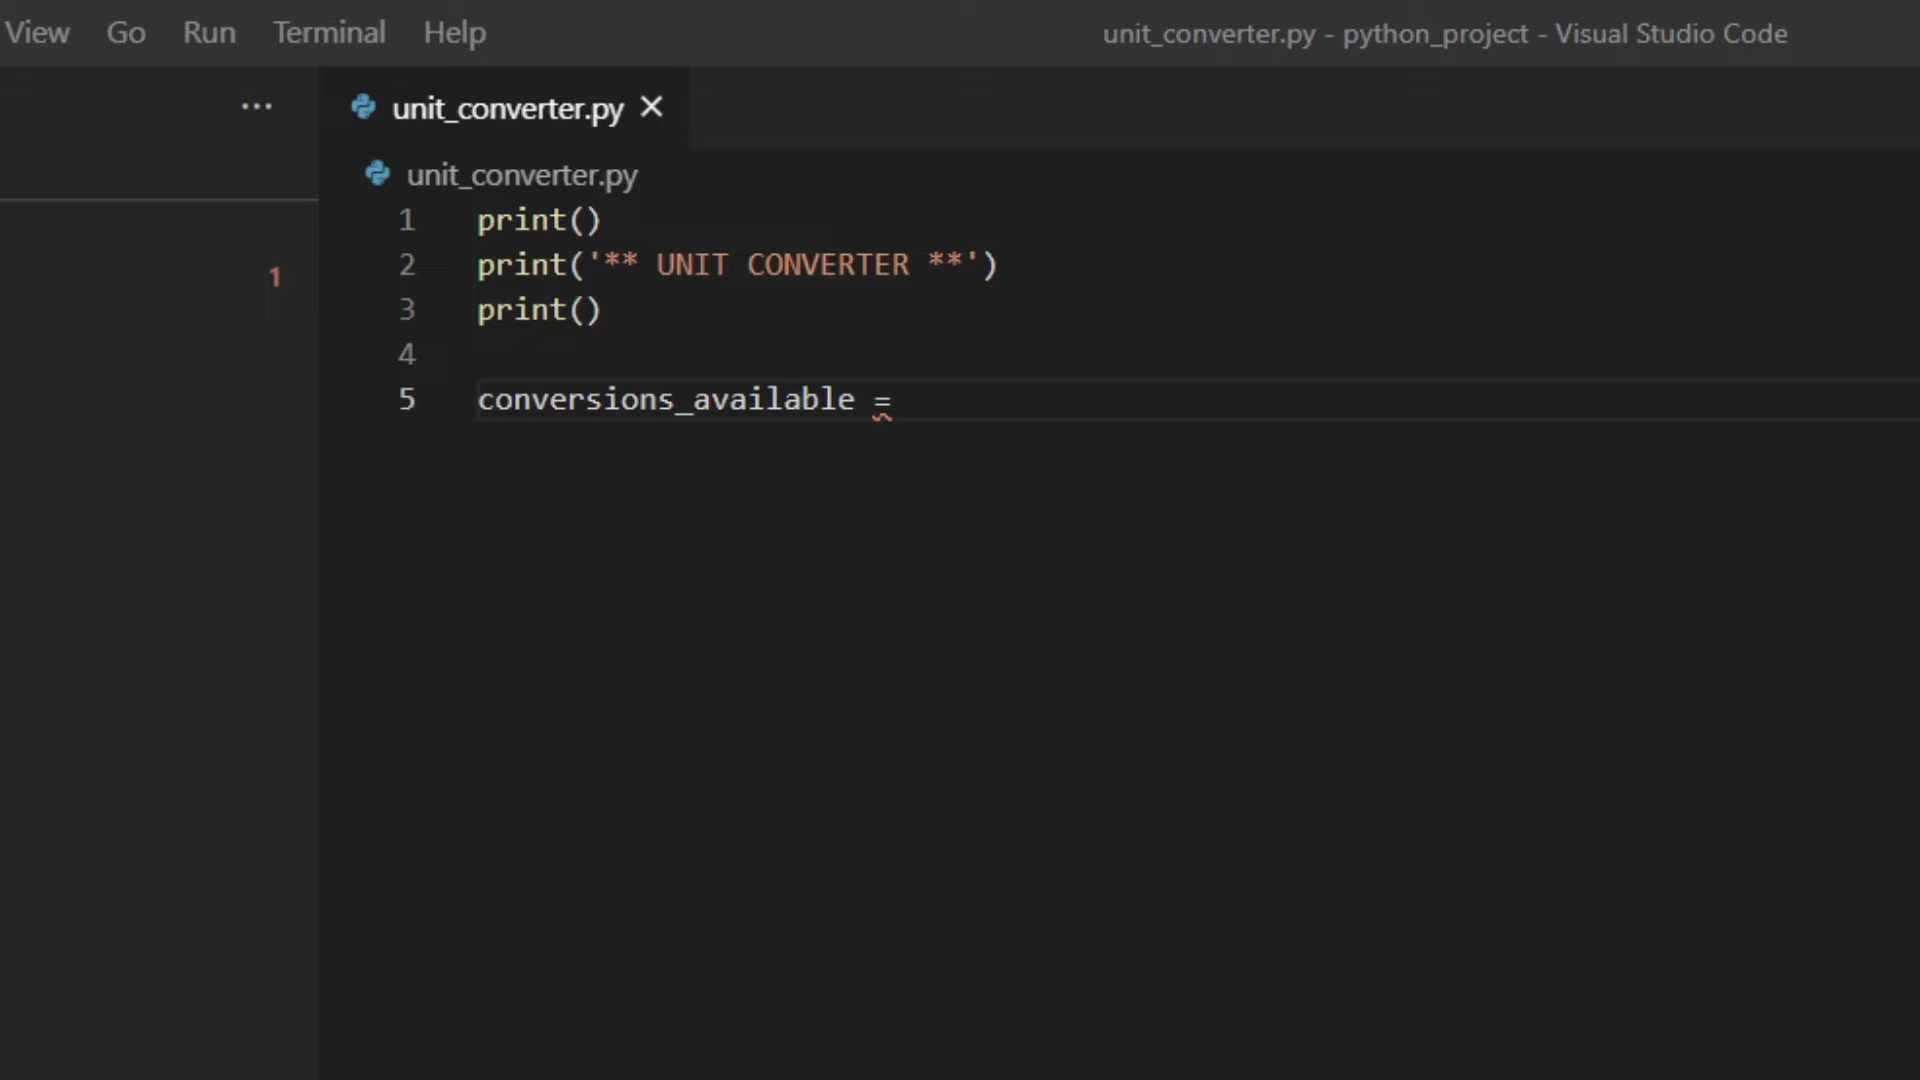 View Go Run Terminal Help unit_converter.py - python_project - Visual Studio Code
··· unit_converter.py ×
unit_converter.py
1 print()
1
2 print('** UNIT CONVERTER **')
3 print()
4
5 conversions_available =